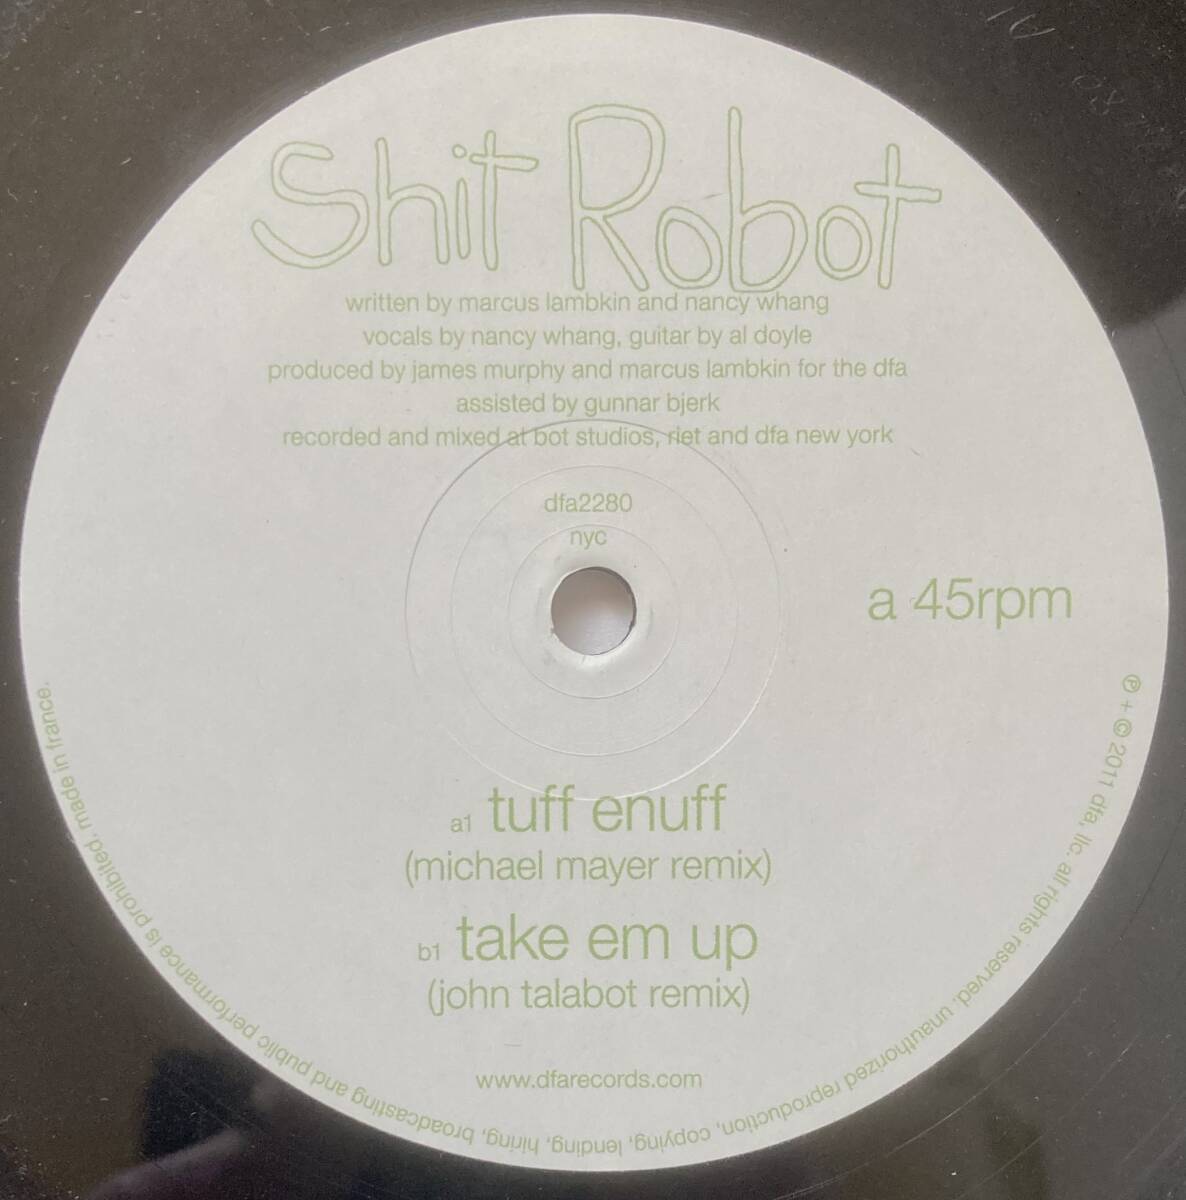 Shit Robot
written by marcus lambkin and nancy whang
vocals by nancy whang, guitar by al doyle
produced by james murphy and marcus lambkin for the dfa
assisted by gunnar bjerk
recorded and mixed at bot studios, riet and dfa new york
dfa2280
nyc
a 45rpm
a1 tuff enuff
(michael mayer remix)
b1 take em up
(john talabot remix)
www.dfarecords.com
℗ + © 2011 dfa, llc. all rights reserved. unauthorized reproduction, copying, lending, hiring, broadcasting and public performance is prohibited. made in france.